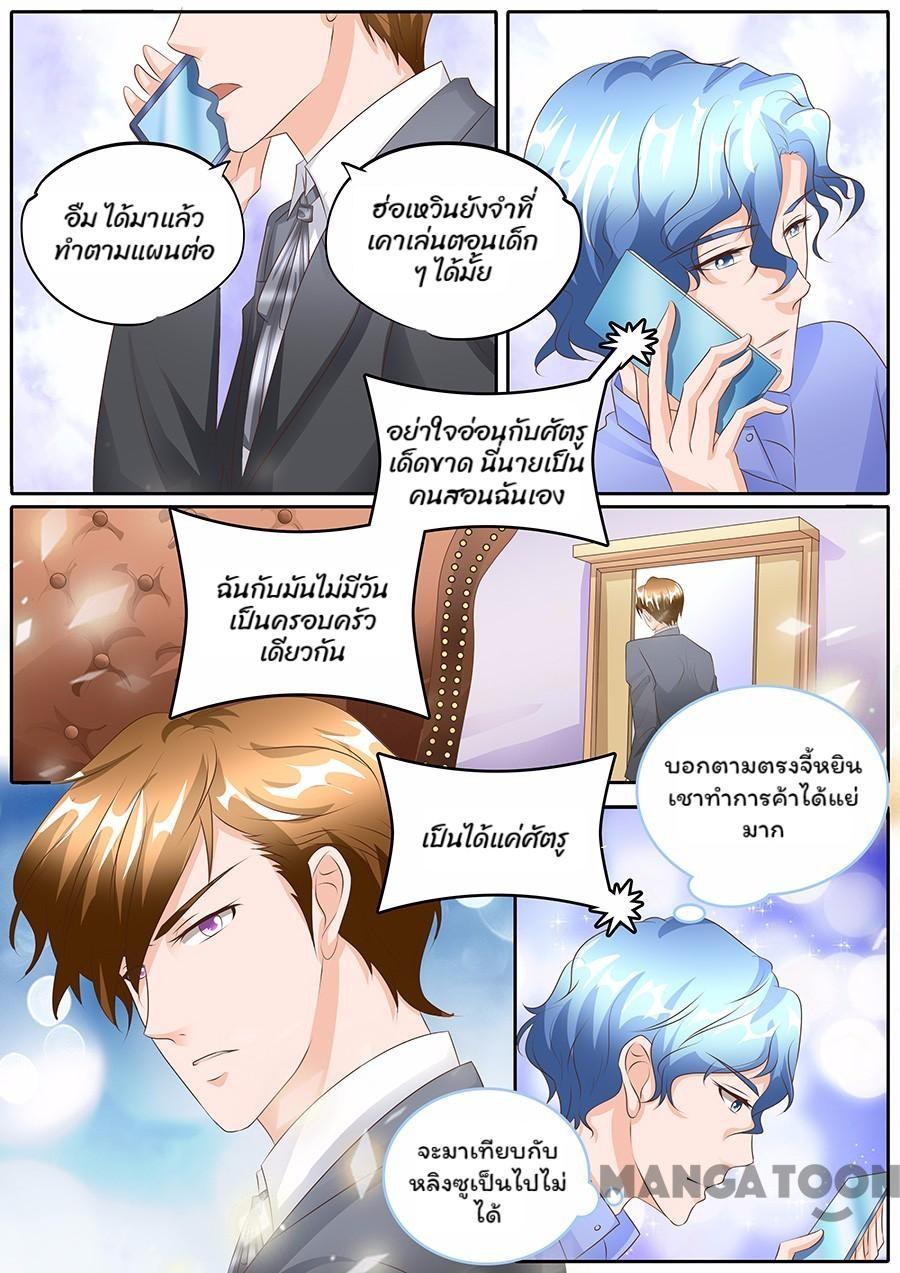 อืม ได้มาแล้ว
ทำตามแผนต่อ
ฮ่อเหวินยังจำที่
เคาเล่นตอนเด็ก
ๆ ได้มั้ย
อย่าใจอ่อนกับศัตรู
เด็ดขาด นี่นายเป็น
คนสอนฉันเอง
ฉันกับมันไม่มีวัน
เป็นครอบครัว
เดียวกัน
บอกตามตรงจี้หยิน
เชาทำการค้าได้แย่
มาก
เป็นได้แค่ศัตรู
จะมาเทียบกับ
หลิงซูเป็นไปไม่
ได้
MANGATOON